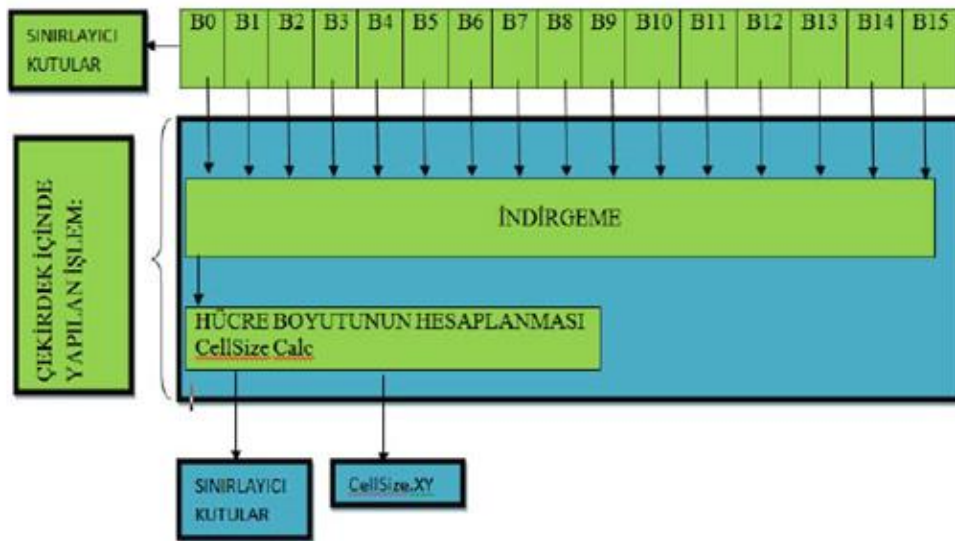 SINIRLAYICI
KUTULAR
B0 B1 B2 B3 B4 B5 B6 B7 B8 B9 B10 B11 B12 B13 B14 B15
ÇEKİRDEK İÇİNDE
YAPILAN İŞLEM:
İNDİRGEME
HÜCRE BOYUTUNUN HESAPLANMASI
CellSize Calc
SINIRLAYICI
KUTULAR
CellSize.XY